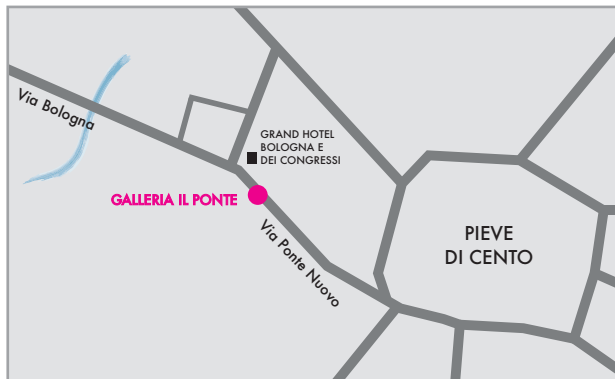 Via Bologna
GRAND HOTEL
BOLOGNA E
DEI CONGRESSI
GALLERIA IL PONTE
Via Ponte Nuovo
PIEVE
DI CENTO